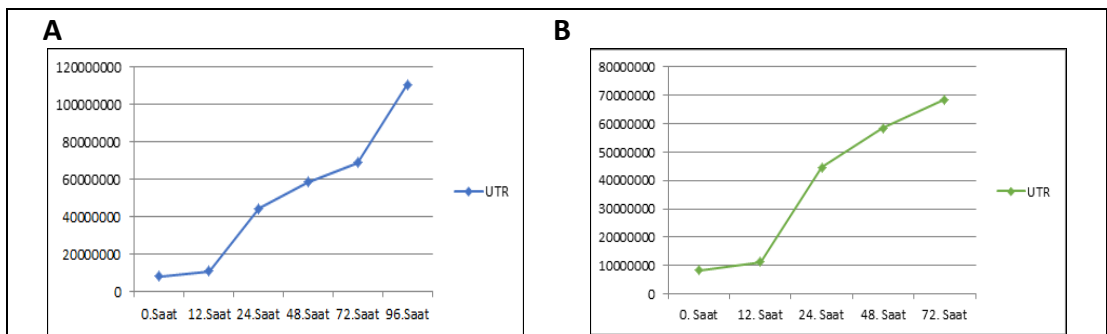 A
120000000
100000000
80000000
60000000
40000000
20000000
0
0.Saat 12.Saat 24.Saat 48.Saat 72.Saat 96.Saat
UTR
B
80000000
70000000
60000000
50000000
40000000
30000000
20000000
10000000
0
0. Saat 12. Saat 24. Saat 48. Saat 72. Saat
UTR